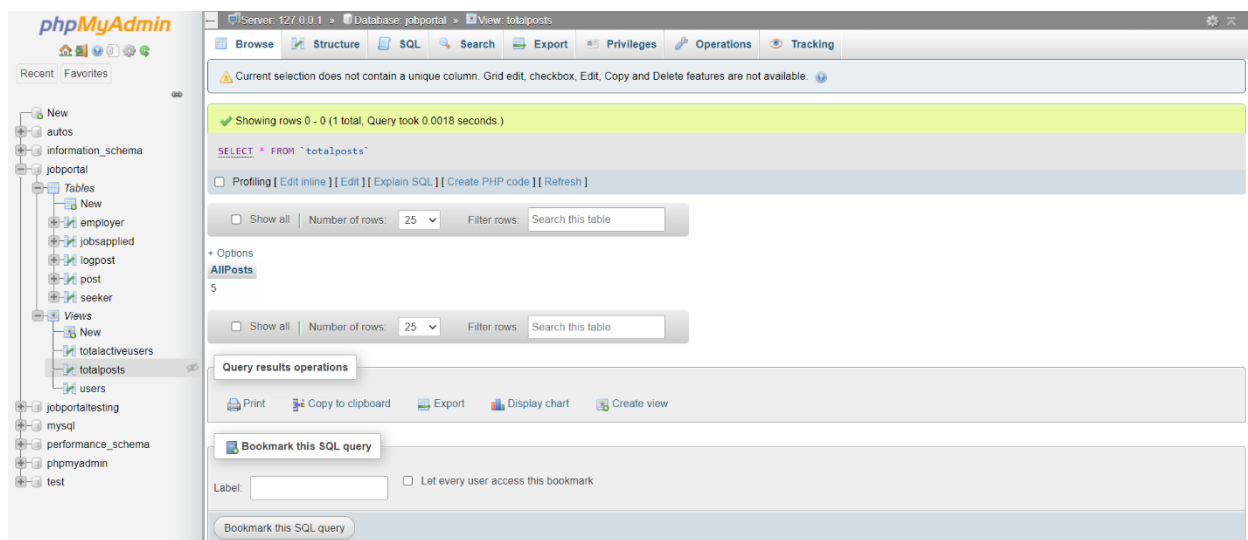 phpMyAdmin
Recent Favorites
New
autos
information_schema
jobportal
Tables
New
employer
jobsapplied
logpost
post
seeker
Views
New
totalactiveusers
totalposts
users
jobportaltesting
mysql
performance_schema
phpmyadmin
test
Server: 127.0.0.1 » Database: jobportal » View: totalposts
Browse Structure SQL Search Export Privileges Operations Tracking
Current selection does not contain a unique column. Grid edit, checkbox, Edit, Copy and Delete features are not available.
Showing rows 0 - 0 (1 total, Query took 0.0018 seconds.)
SELECT * FROM `totalposts`
Profiling [ Edit inline ] [ Edit ] [ Explain SQL ] [ Create PHP code ] [ Refresh ]
Show all | Number of rows: 25 Filter rows: Search this table
+ Options
AllPosts
5
Show all | Number of rows: 25 Filter rows: Search this table
Query results operations
Print Copy to clipboard Export Display chart Create view
Bookmark this SQL query
Label: Let every user access this bookmark
Bookmark this SQL query